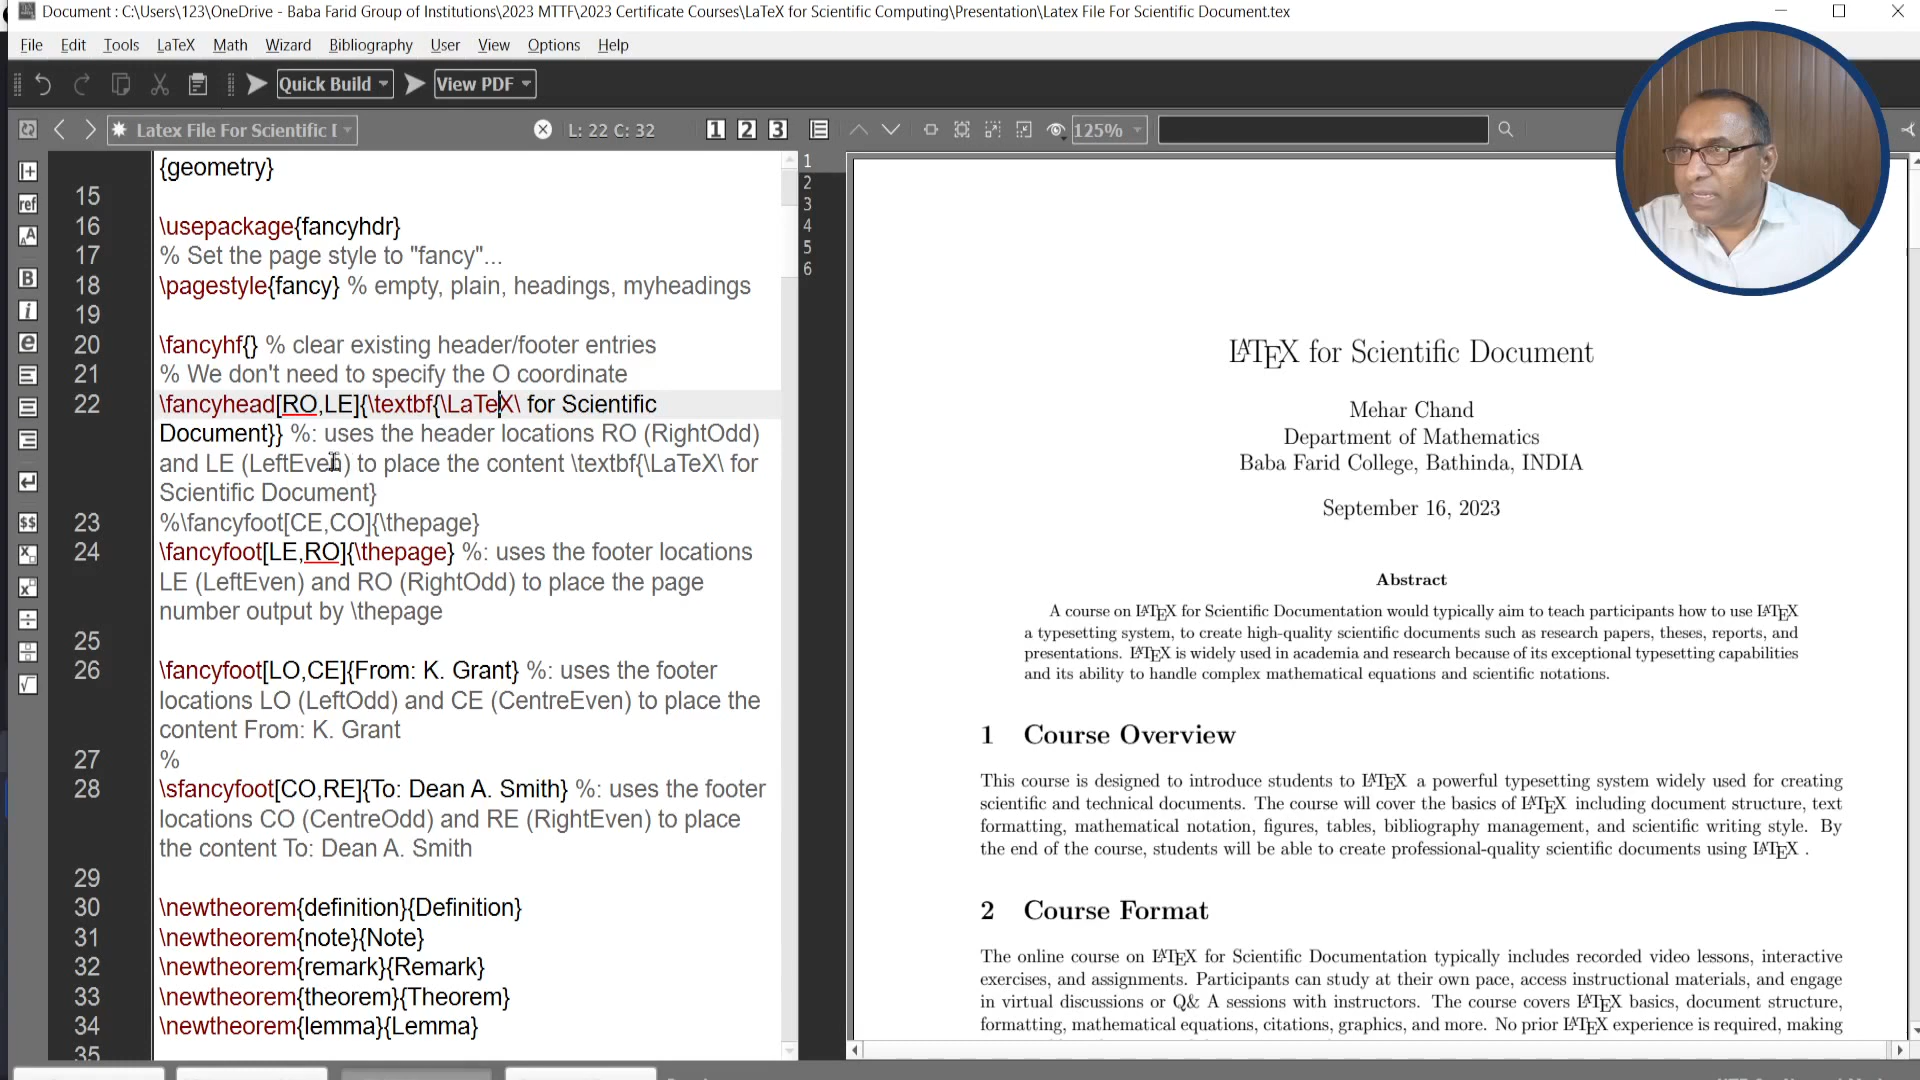 Document : C:\Users\123\OneDrive - Baba Farid Group of Institutions\2023 MTTF\2023 Certificate Courses\LaTeX for Scientific Computing\Presentation\Latex File For Scientific Document.tex
File Edit Tools LaTeX Math Wizard Bibliography User View Options Help
Quick Build View PDF
Latex File For Scientific L: 22 C: 32 1 2 3 125%
{geometry}
15
16 \usepackage{fancyhdr}
17 % Set the page style to "fancy"...
18 \pagestyle{fancy} % empty, plain, headings, myheadings
19
20 \fancyhf{} % clear existing header/footer entries
21 % We don't need to specify the O coordinate
22 \fancyhead[RO,LE]{\textbf{\LaTeX\ for Scientific
Document}} %: uses the header locations RO (RightOdd)
and LE (LeftEven) to place the content \textbf{\LaTeX\ for
Scientific Document}
23 %\fancyfoot[CE,CO]{\thepage}
24 \fancyfoot[LE,RO]{\thepage} %: uses the footer locations
LE (LeftEven) and RO (RightOdd) to place the page
number output by \thepage
25
26 \fancyfoot[LO,CE]{From: K. Grant} %: uses the footer
locations LO (LeftOdd) and CE (CentreEven) to place the
content From: K. Grant
27 %
28 \sfancyfoot[CO,RE]{To: Dean A. Smith} %: uses the footer
locations CO (CentreOdd) and RE (RightEven) to place
the content To: Dean A. Smith
29
30 \newtheorem{definition}{Definition}
31 \newtheorem{note}{Note}
32 \newtheorem{remark}{Remark}
33 \newtheorem{theorem}{Theorem}
34 \newtheorem{lemma}{Lemma}
35
ref
B
i
e
$$
1
2
3
4
5
6
LATEX for Scientific Document
Mehar Chand
Department of Mathematics
Baba Farid College, Bathinda, INDIA
September 16, 2023
Abstract
A course on LATEX for Scientific Documentation would typically aim to teach participants how to use LATEX
a typesetting system, to create high-quality scientific documents such as research papers, theses, reports, and
presentations. LATEX is widely used in academia and research because of its exceptional typesetting capabilities
and its ability to handle complex mathematical equations and scientific notations.
1 Course Overview
This course is designed to introduce students to LATEX a powerful typesetting system widely used for creating
scientific and technical documents. The course will cover the basics of LATEX including document structure, text
formatting, mathematical notation, figures, tables, bibliography management, and scientific writing style. By
the end of the course, students will be able to create professional-quality scientific documents using LATEX .
2 Course Format
The online course on LATEX for Scientific Documentation typically includes recorded video lessons, interactive
exercises, and assignments. Participants can study at their own pace, access instructional materials, and engage
in virtual discussions or Q& A sessions with instructors. The course covers LATEX basics, document structure,
formatting, mathematical equations, citations, graphics, and more. No prior LATEX experience is required, making